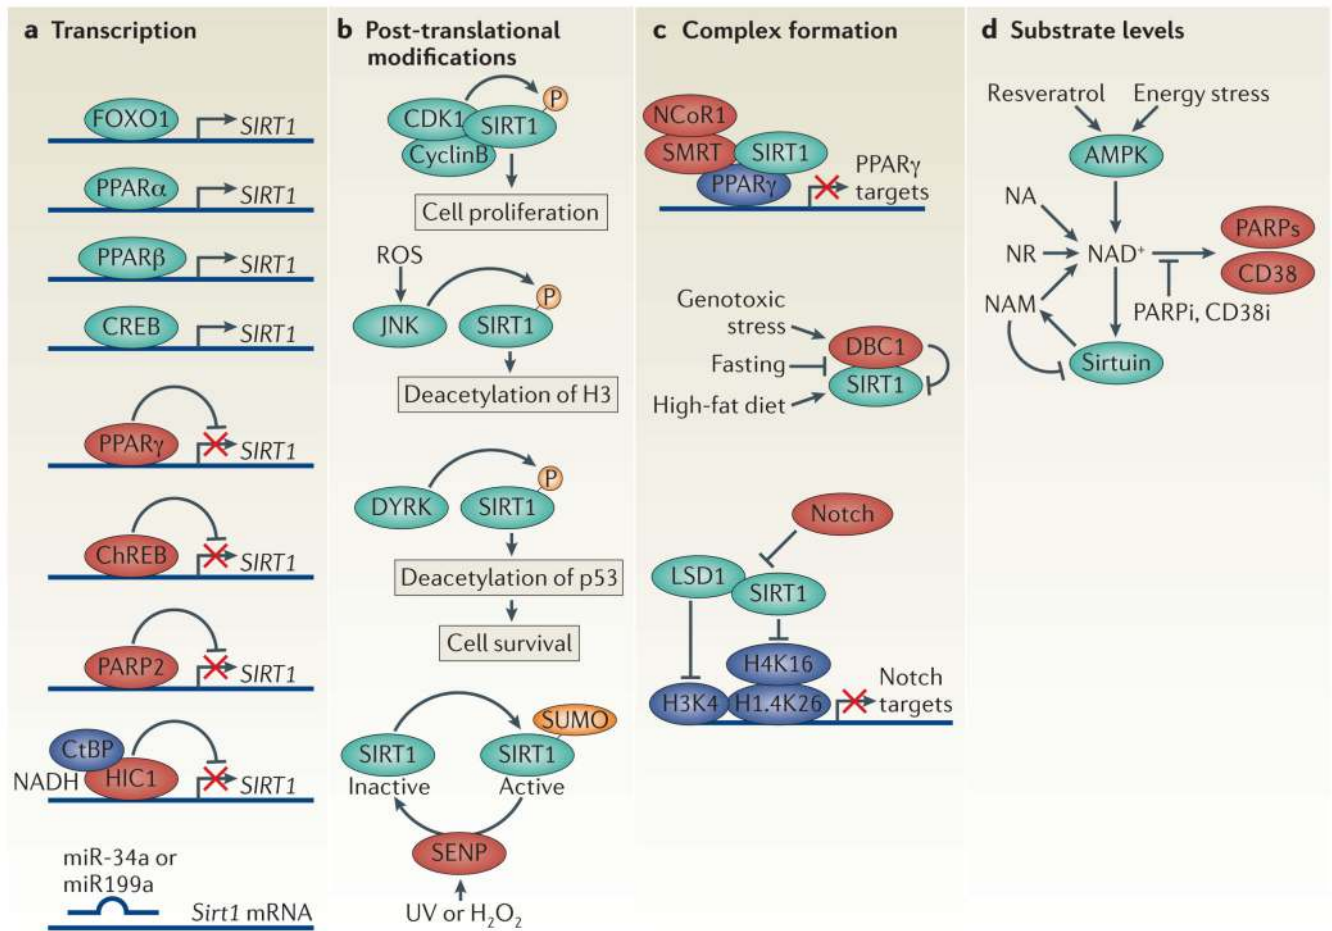 a Transcription
FOXO1
SIRT1
PPARα
SIRT1
PPARβ
SIRT1
CREB
SIRT1
PPARγ
SIRT1
ChREB
SIRT1
PARP2
SIRT1
CtBP
NADH
HIC1
SIRT1
miR-34a or
miR199a
Sirt1 mRNA
b Post-translational
modifications
P
CDK1
SIRT1
CyclinB
Cell proliferation
ROS
P
JNK
SIRT1
Deacetylation of H3
P
DYRK
SIRT1
Deacetylation of p53
Cell survival
SUMO
SIRT1
SIRT1
Inactive
Active
SENP
UV or H₂O₂
c Complex formation
NCoR1
SMRT
SIRT1
PPARγ
PPARγ
targets
Genotoxic
stress
DBC1
Fasting
SIRT1
High-fat diet
Notch
LSD1
SIRT1
H4K16
H3K4
H1.4K26
Notch
targets
d Substrate levels
Resveratrol
Energy stress
AMPK
NA
PARPs
NR
NAD⁺
CD38
NAM
PARPi, CD38i
Sirtuin